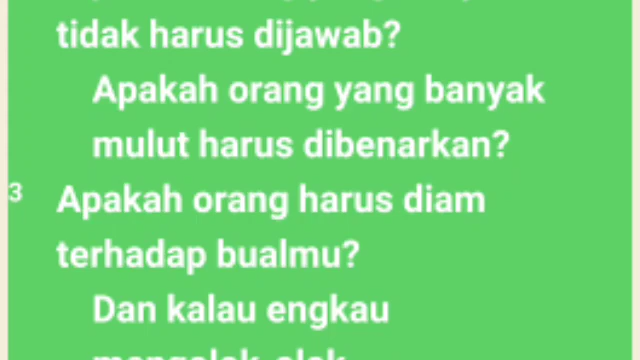 tidak harus dijawab?
Apakah orang yang banyak
mulut harus dibenarkan?
3 Apakah orang harus diam
terhadap bualmu?
Dan kalau engkau